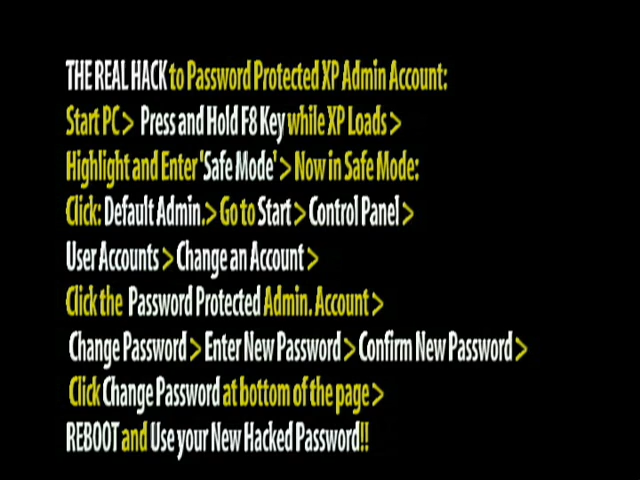 THE REAL HACK to Password Protected XP Admin Account:
Start PC > Press and Hold F8 Key while XP Loads >
Highlight and Enter 'Safe Mode' > Now in Safe Mode:
Click: Default Admin.> Go to Start > Control Panel >
User Accounts > Change an Account >
Click the Password Protected Admin. Account >
Change Password > Enter New Password > Confirm New Password >
Click Change Password at bottom of the page >
REBOOT and Use your New Hacked Password!!